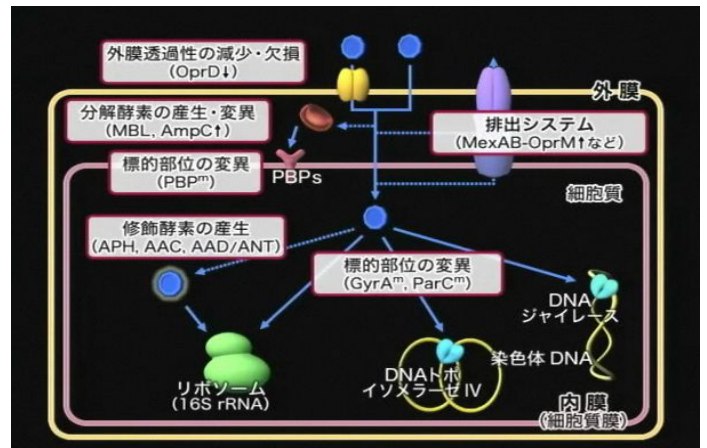 外膜透過性の減少・欠損
(OprD↓)
外膜
分解酵素の産生・変異
(MBL, AmpC↑)
排出システム
(MexAB-OprM↑など)
標的部位の変異
(PBPᵐ)
PBPs
細胞質
修飾酵素の産生
(APH, AAC, AAD/ANT)
標的部位の変異
(GyrAᵐ, ParCᵐ)
DNA
ジャイレース
染色体 DNA
DNAトポ
イソメラーゼ IV
リボソーム
(16S rRNA)
内膜
(細胞質膜)